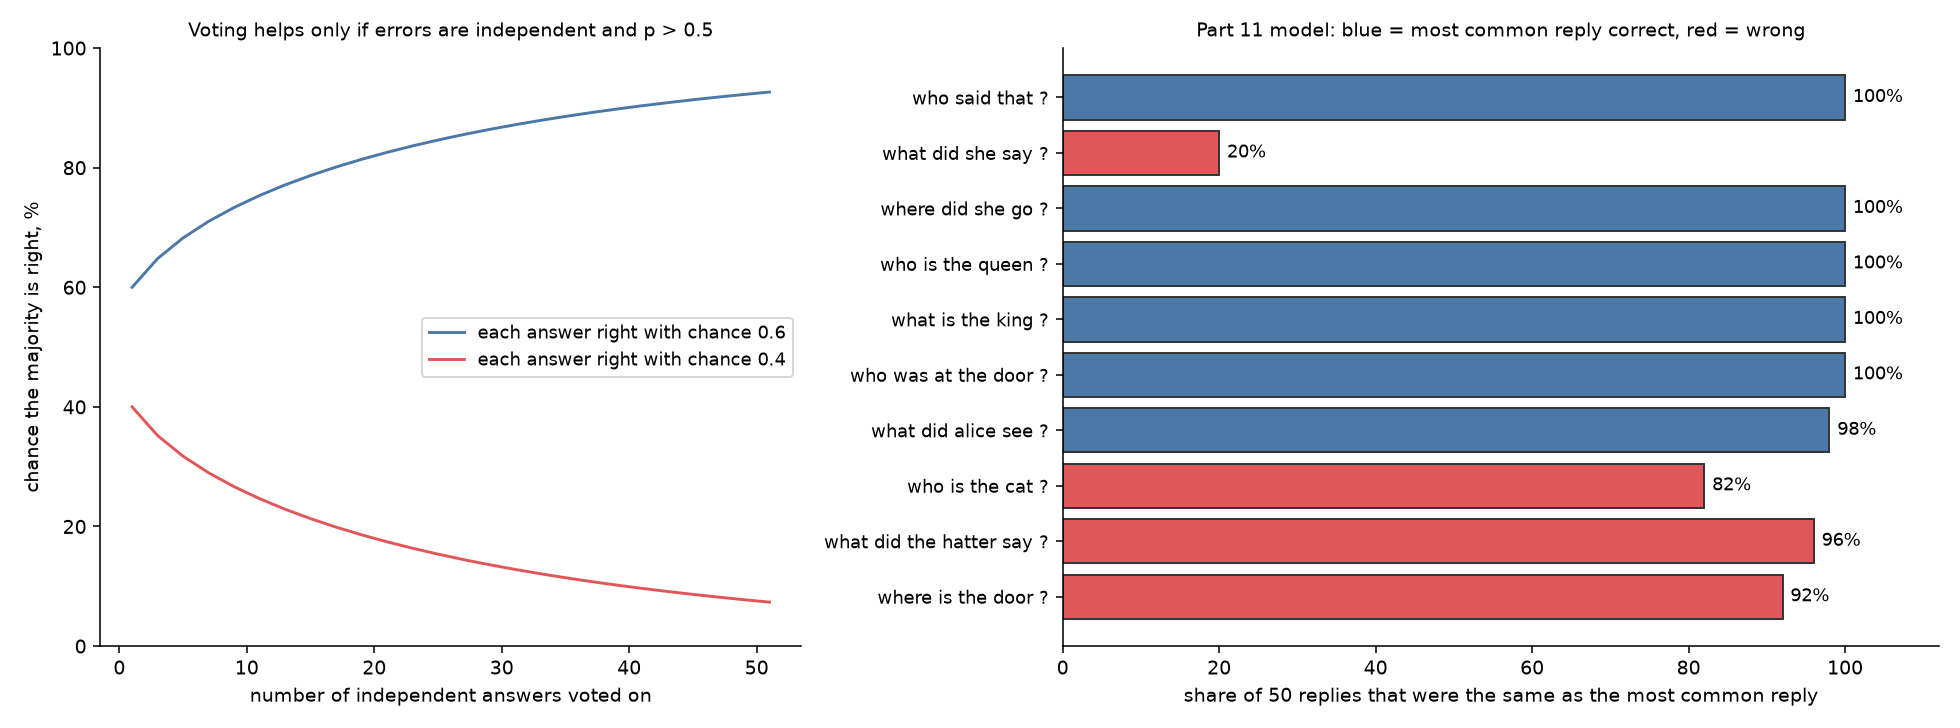 Voting helps only if errors are independent and p > 0.5
100
80
60
40
20
0
chance the majority is right, %
each answer right with chance 0.6
each answer right with chance 0.4
0 10 20 30 40 50
number of independent answers voted on
Part 11 model: blue = most common reply correct, red = wrong
who said that ? 100%
what did she say ? 20%
where did she go ? 100%
who is the queen ? 100%
what is the king ? 100%
who was at the door ? 100%
what did alice see ? 98%
who is the cat ? 82%
what did the hatter say ? 96%
where is the door ? 92%
0 20 40 60 80 100
share of 50 replies that were the same as the most common reply